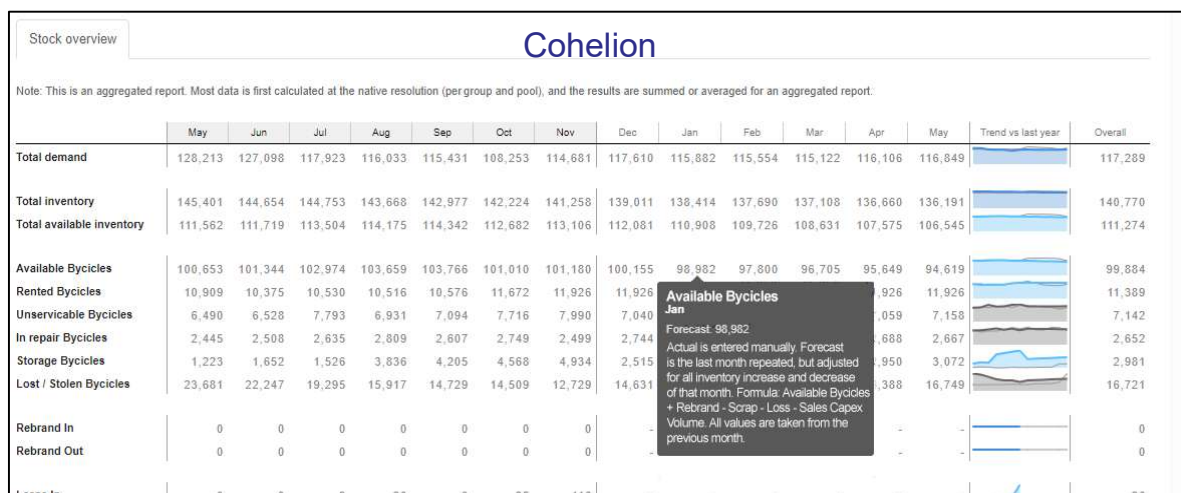 Stock overview
Cohelion
Note: This is an aggregated report. Most data is first calculated at the native resolution (per group and pool), and the results are summed or averaged for an aggregated report.
May Jun Jul Aug Sep Oct Nov Dec Jan Feb Mar Apr May Trend vs last year Overall
Total demand 128,213 127,098 117,923 116,033 115,431 108,253 114,681 117,610 115,882 115,554 115,122 116,106 116,849 117,289
Total inventory 145,401 144,654 144,753 143,668 142,977 142,224 141,258 139,011 138,414 137,690 137,108 136,660 136,191 140,770
Total available inventory 111,562 111,719 113,504 114,175 114,342 112,682 113,106 112,081 110,908 109,726 108,631 107,575 106,545 111,274
Available Bycicles 100,653 101,344 102,974 103,659 103,766 101,010 101,180 100,155 98,982 97,800 96,705 95,649 94,619 99,884
Rented Bycicles 10,909 10,375 10,530 10,516 10,576 11,672 11,926 11,926 ,926 11,926 11,389
Unservicable Bycicles 6,490 6,528 7,793 6,931 7,094 7,716 7,990 7,040 ,059 7,158 7,142
In repair Bycicles 2,445 2,508 2,635 2,809 2,607 2,749 2,499 2,744 ,688 2,667 2,652
Storage Bycicles 1,223 1,652 1,526 3,836 4,205 4,568 4,934 2,515 ,950 3,072 2,981
Lost / Stolen Bycicles 23,681 22,247 19,295 15,917 14,729 14,509 12,729 14,631 ,388 16,749 16,721
Available Bycicles
Jan
Forecast: 98,982
Actual is entered manually. Forecast
is the last month repeated, but adjusted
for all inventory increase and decrease
of that month. Formula: Available Bycicles
+ Rebrand - Scrap - Loss - Sales Capex
Volume. All values are taken from the
previous month.
Rebrand In 0 0 0 0 0 0 0 - - - 0
Rebrand Out 0 0 0 0 0 0 0 - - - 0